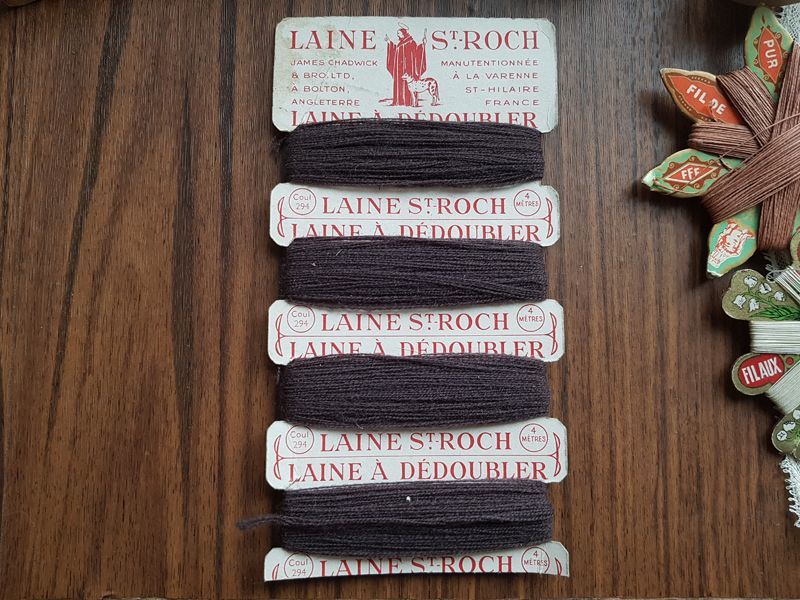 LAINE ST-ROCH
JAMES CHADWICK
& BRO.LTD,
A BOLTON,
ANGLETERRE
MANUTENTIONNÉE
À LA VARENNE
ST-HILAIRE
FRANCE
LAINE À DÉDOUBLER
Coul
294
LAINE ST-ROCH
4
MÈTRES
LAINE À DÉDOUBLER
Coul
294
LAINE ST-ROCH
4
MÈTRES
LAINE À DÉDOUBLER
Coul
294
LAINE ST-ROCH
4
MÈTRES
LAINE À DÉDOUBLER
Coul
294
LAINE ST-ROCH
4
MÈTRES
PUR
FIL DE
FFF
FILAUX